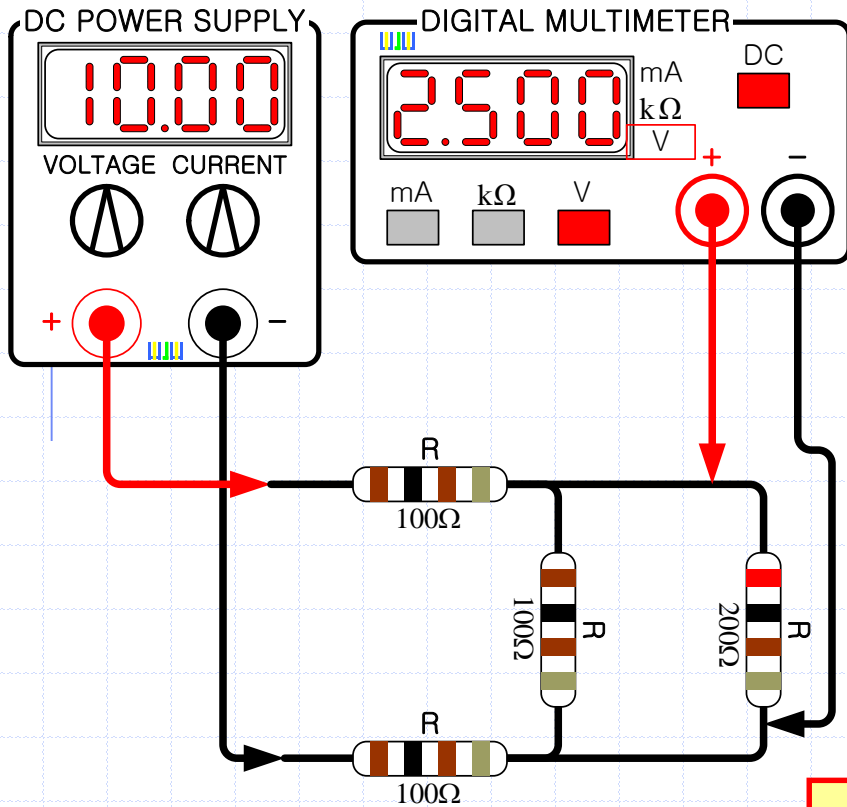 DC POWER SUPPLY
10.00
VOLTAGE CURRENT
+ −
DIGITAL MULTIMETER
2.500
mA
kΩ
V
DC
mA kΩ V
+ −
R
100Ω
100Ω
R
200Ω
R
R
100Ω